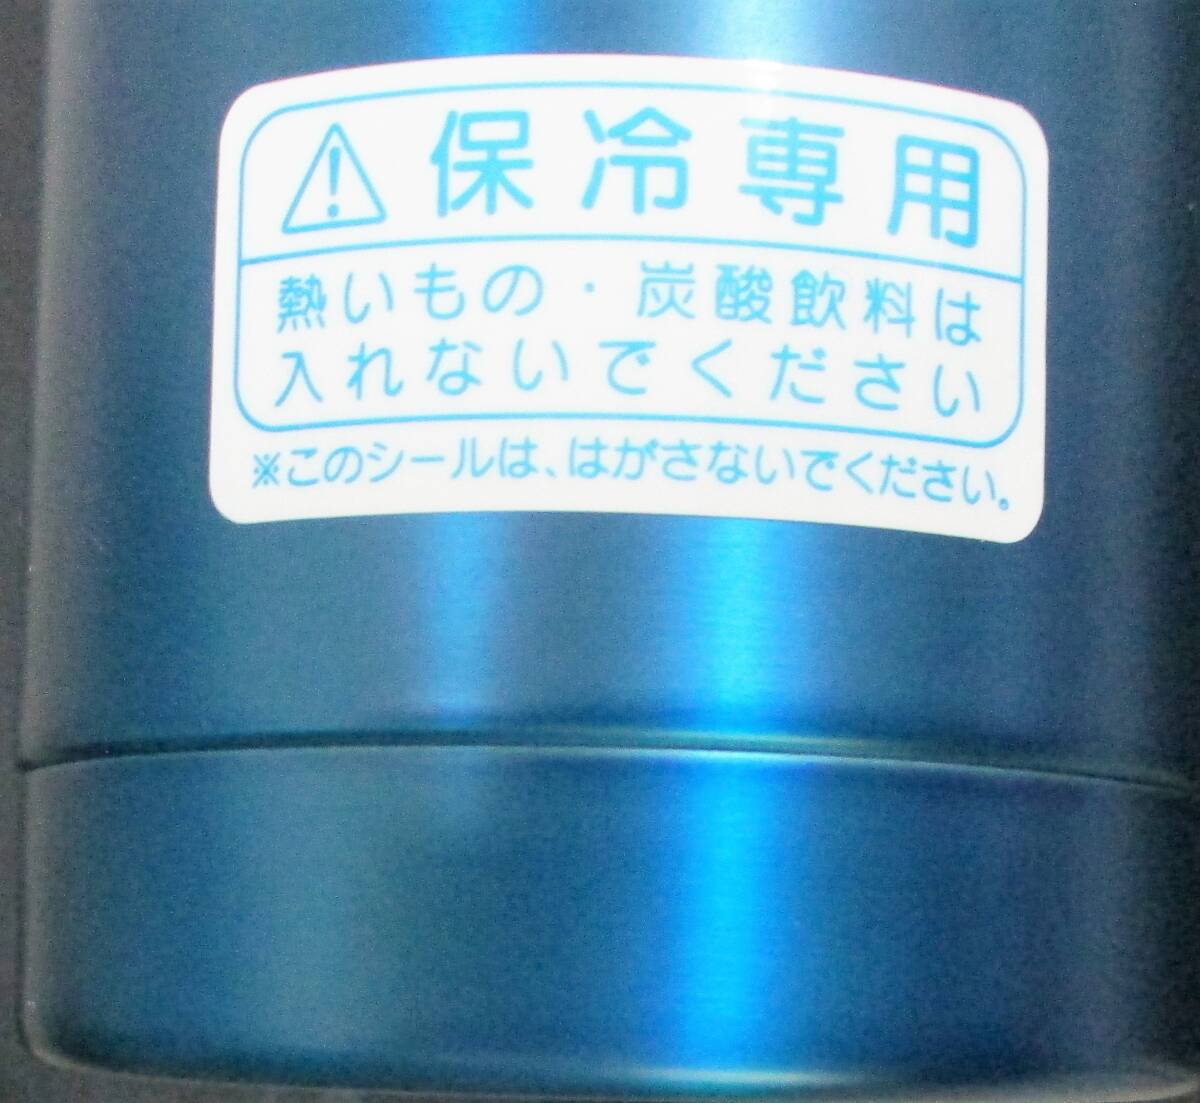 保冷専用
熱いもの・炭酸飲料は
入れないでください
※このシールは、はがさないでください。